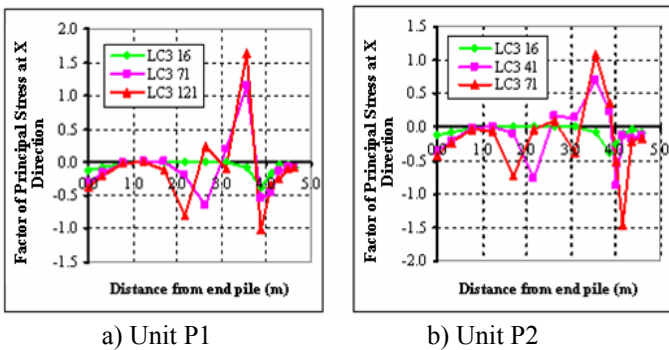 2.0
1.5
1.0
0.5
0.0
-0.5
-1.0
-1.5
0.0 1.0 2.0 3.0 4.0 5.0
LC3 16
LC3 71
LC3 121
Factor of Principal Stress at X
Direction
Distance from end pile (m)
a) Unit P1
1.5
1.0
0.5
0.0
-0.5
-1.0
-1.5
-2.0
0.0 1.0 2.0 3.0 4.0 5.0
LC3 16
LC3 41
LC3 71
Factor of Principal Stress at X
Direction
Distance from end pile (m)
b) Unit P2